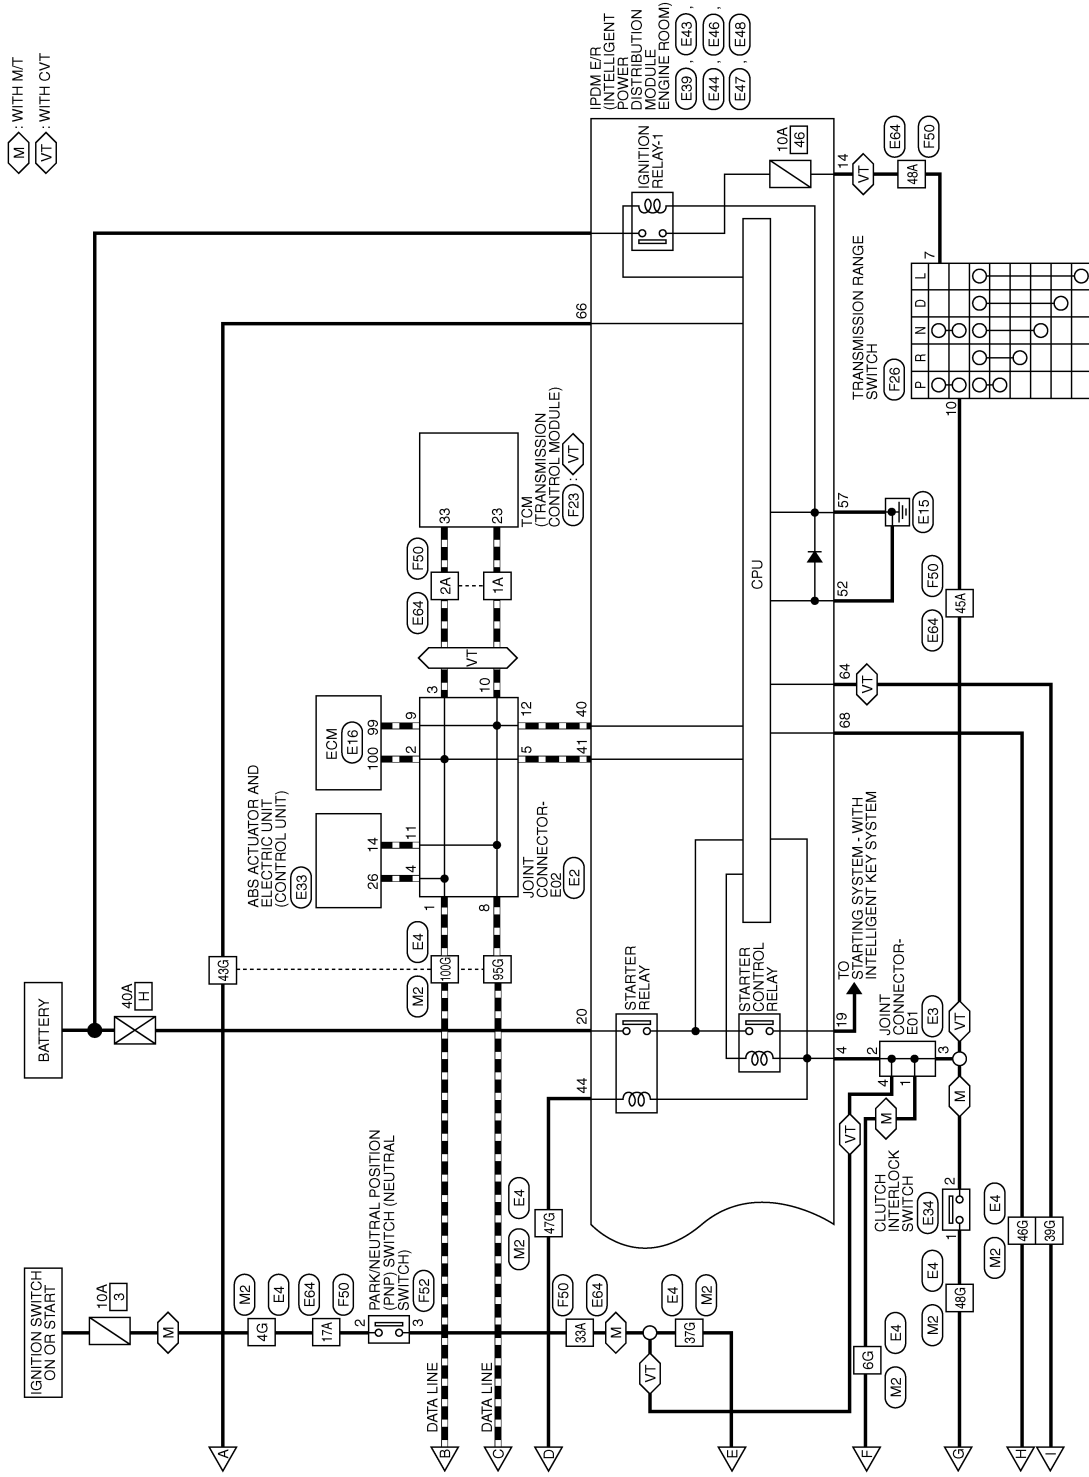 M : WITH M/T
VT : WITH CVT
IGNITION SWITCH
ON OR START
10A
3
M
M2
4G
E4
E64
17A
F50
PARK/NEUTRAL POSITION
(PNP) SWITCH (NEUTRAL
SWITCH)
2
3
F52
F50
33A
E64
M
VT
E4
37G
M2
BATTERY
40A
H
43G
A
DATA LINE
B
DATA LINE
C
D
E
F
G
H
I
M2
100G
E4
95G
M2
47G
E4
ABS ACTUATOR AND
ELECTRIC UNIT
(CONTROL UNIT)
E33
26
14
ECM
E16
100
99
4
11
2
9
1
8
3
10
5
12
JOINT
CONNECTOR-
E02
E2
VT
E64
2A
F50
1A
33
23
TCM
(TRANSMISSION
CONTROL MODULE)
F23 : VT
IPDM E/R
(INTELLIGENT
POWER
DISTRIBUTION
MODULE
ENGINE ROOM)
E39 , E43 ,
E44 , E46 ,
E47 , E48
44
20
41
40
66
STARTER
RELAY
STARTER
CONTROL
RELAY
CPU
IGNITION
RELAY-1
10A
46
4
19
68
64
52
57
14
TO
STARTING SYSTEM - WITH
INTELLIGENT KEY SYSTEM
JOINT
CONNECTOR-
E01
E3
2
4
1
3
VT
M
VT
M
CLUTCH
INTERLOCK
SWITCH
E34
1
2
M2
6G
E4
M2
48G
E4
M2
46G
E4
39G
VT
E15
E64
45A
F50
VT
E64
48A
F50
TRANSMISSION RANGE
SWITCH
F26
10
7
P
R
N
D
L